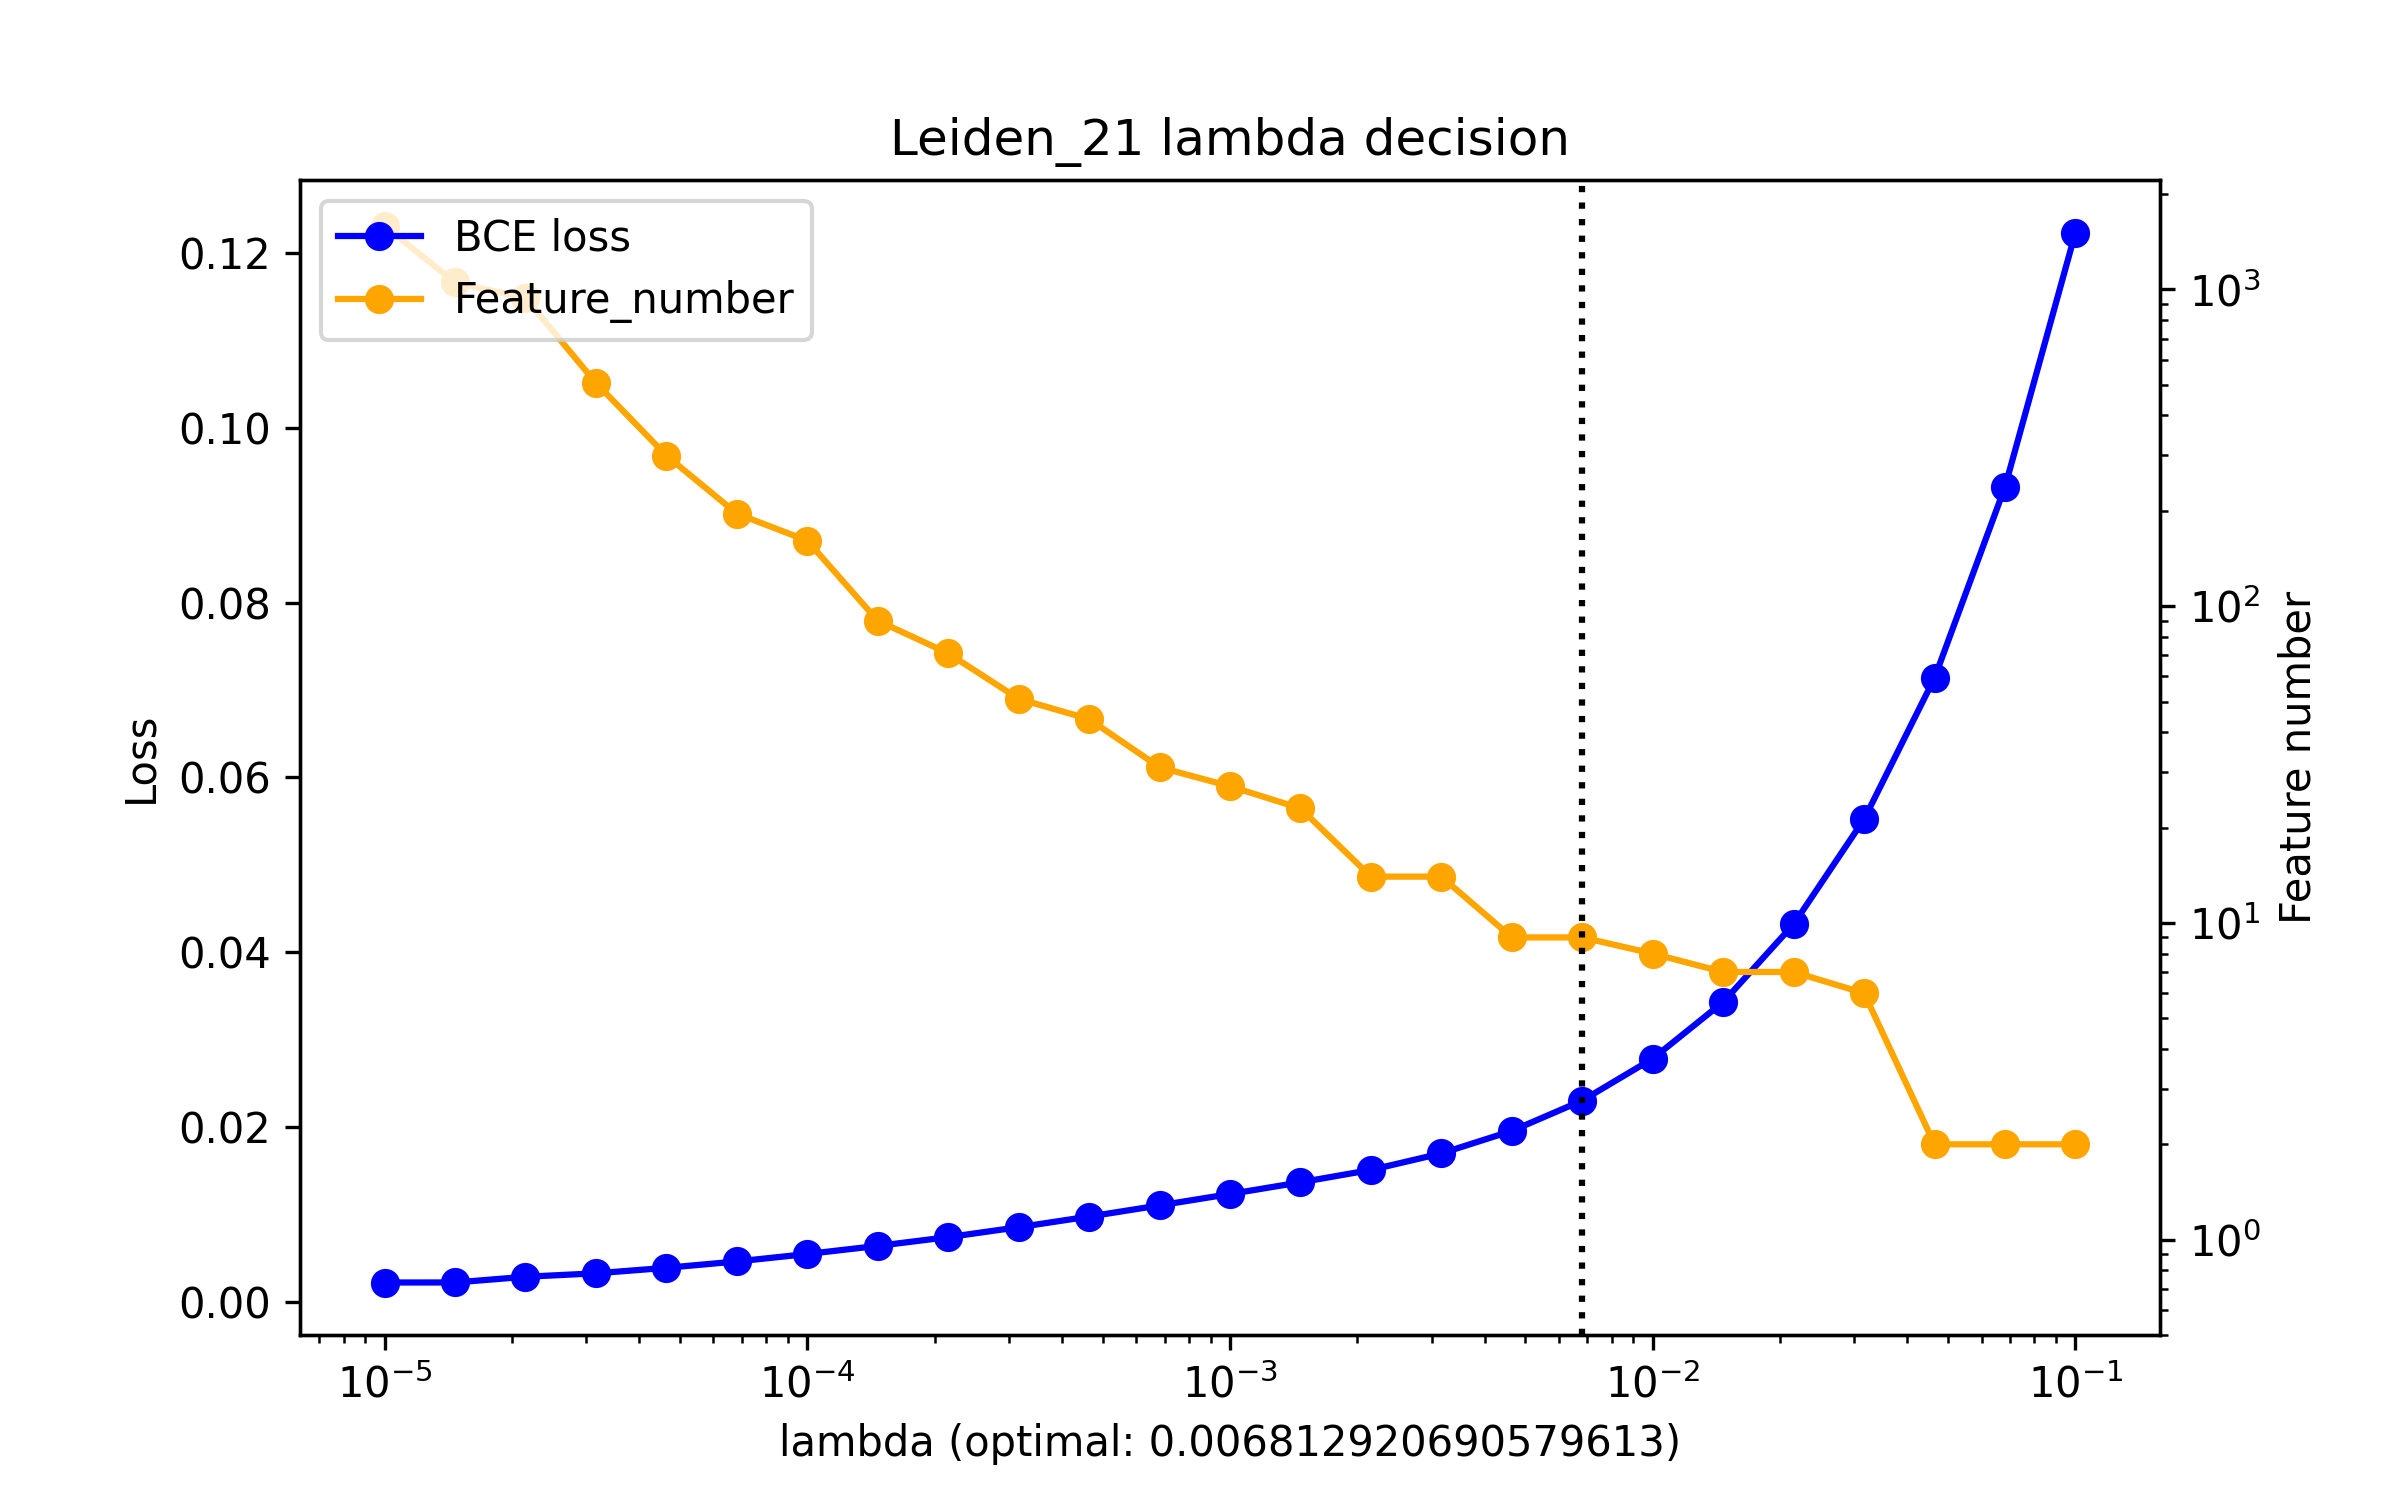 Leiden_21 lambda decision
BCE loss
Feature_number
0.12
0.10
0.08
0.06
0.04
0.02
0.00
Loss
10³
10²
10¹
10⁰
Feature number
10⁻⁵ 10⁻⁴ 10⁻³ 10⁻² 10⁻¹
lambda (optimal: 0.006812920690579613)